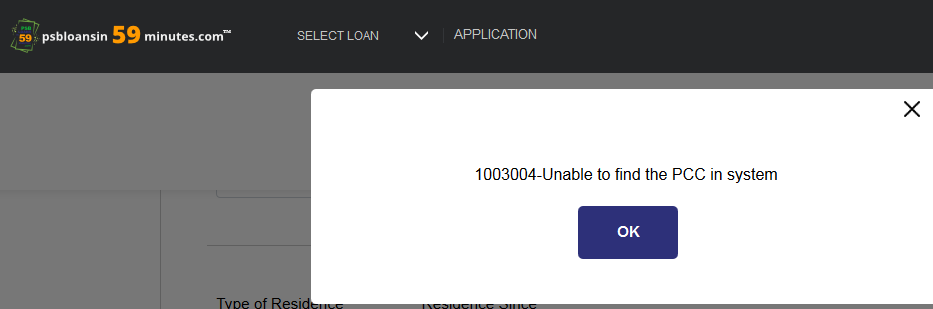 PSB
59
psbloansin 59 minutes.com™
SELECT LOAN
APPLICATION
1003004-Unable to find the PCC in system
OK
Type of Residence
Residence Since